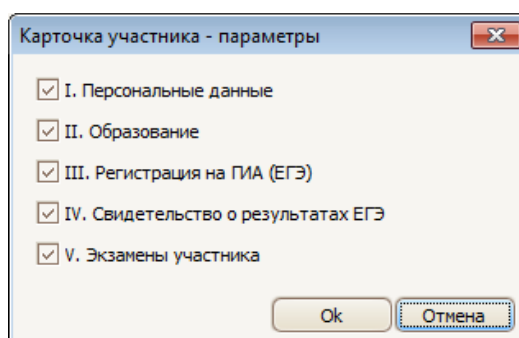 Карточка участника - параметры
I. Персональные данные
II. Образование
III. Регистрация на ГИА (ЕГЭ)
IV. Свидетельство о результатах ЕГЭ
V. Экзамены участника
Ok Отмена